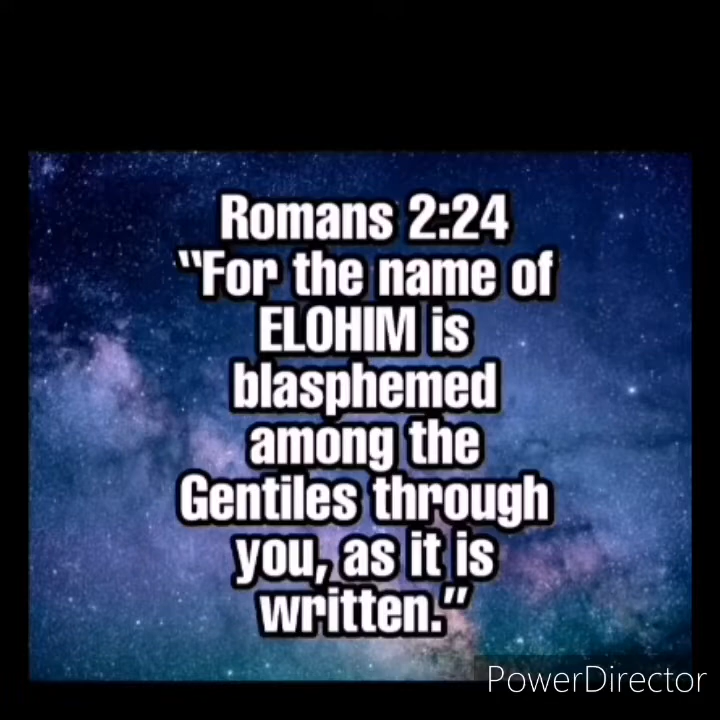 Romans 2:24
“For the name of
ELOHIM is
blasphemed
among the
Gentiles through
you, as it is
written.”
PowerDirector